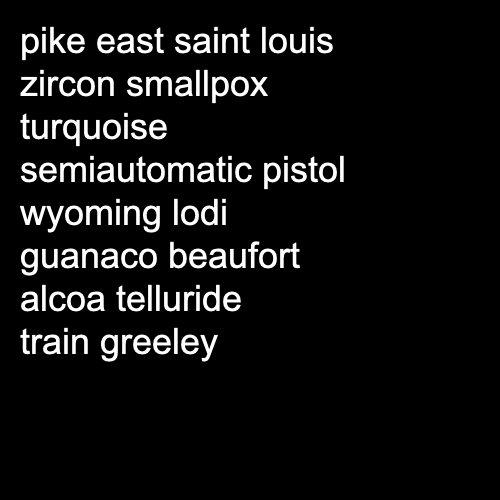 pike east saint louis
zircon smallpox
turquoise
semiautomatic pistol
wyoming lodi
guanaco beaufort
alcoa telluride
train greeley